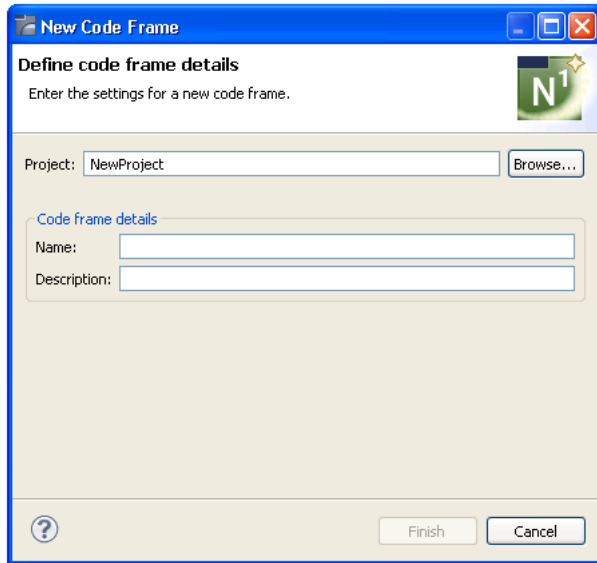 New Code Frame
Define code frame details
Enter the settings for a new code frame.
N1
Project: NewProject Browse...
Code frame details
Name:
Description:
? Finish Cancel